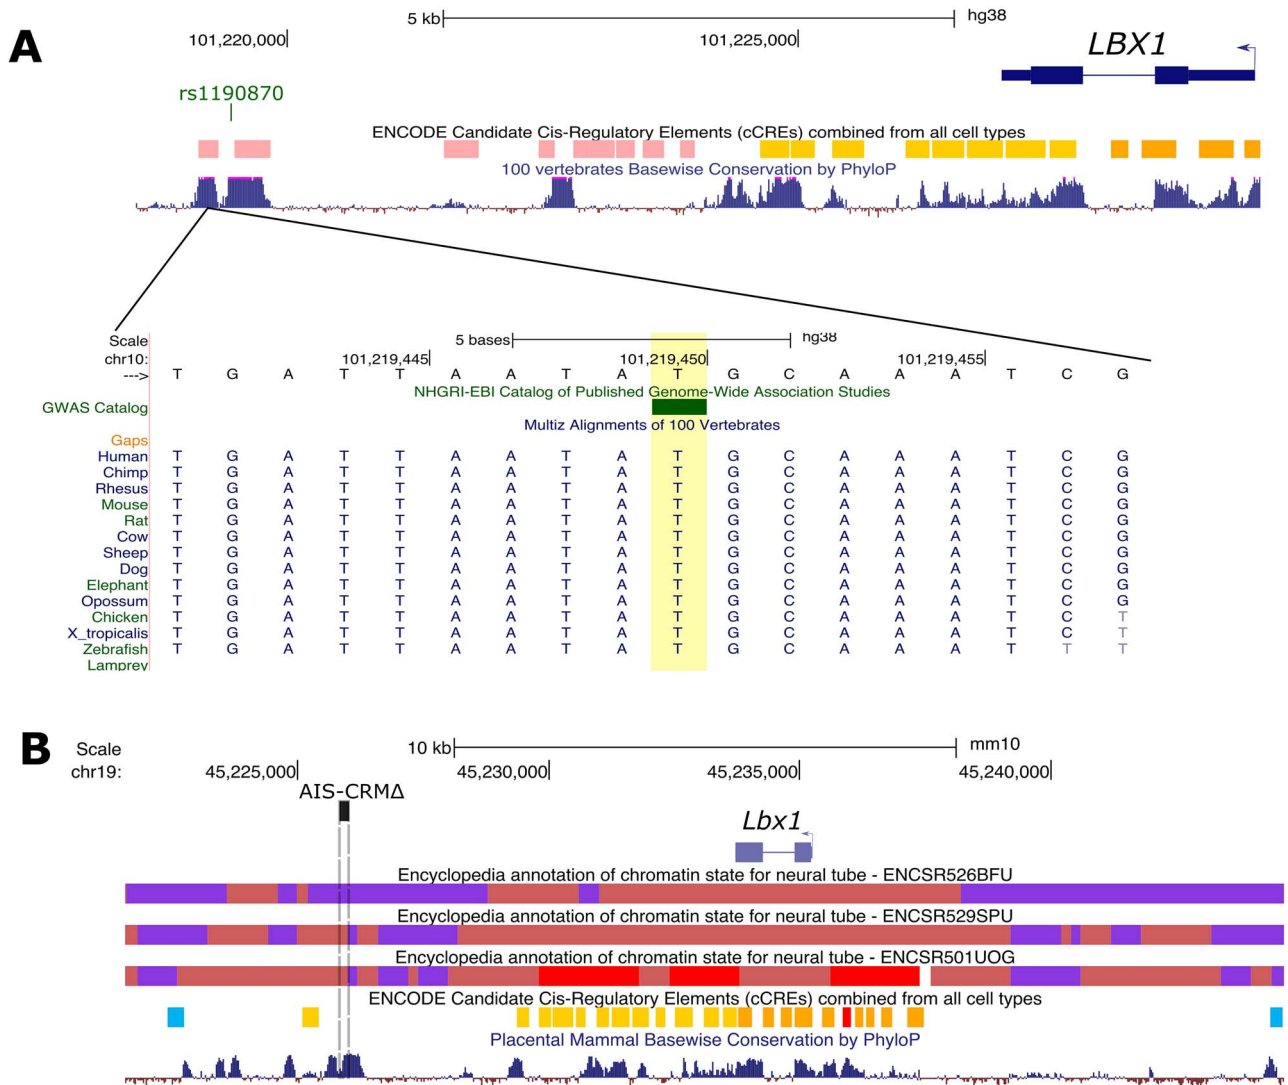 A
5 kb
hg38
101,220,000
101,225,000
LBX1
rs1190870
ENCODE Candidate Cis-Regulatory Elements (cCREs) combined from all cell types
100 vertebrates Basewise Conservation by PhyloP
Scale
5 bases
hg38
chr10:
101,219,445
101,219,450
101,219,455
---> T G A T T A A T A T G C A A A T C G
NHGRI-EBI Catalog of Published Genome-Wide Association Studies
GWAS Catalog
Multiz Alignments of 100 Vertebrates
Gaps
Human T G A T T A A T A T G C A A A T C G
Chimp T G A T T A A T A T G C A A A T C G
Rhesus T G A T T A A T A T G C A A A T C G
Mouse T G A T T A A T A T G C A A A T C G
Rat T G A T T A A T A T G C A A A T C G
Cow T G A T T A A T A T G C A A A T C G
Sheep T G A T T A A T A T G C A A A T C G
Dog T G A T T A A T A T G C A A A T C G
Elephant T G A T T A A T A T G C A A A T C G
Opossum T G A T T A A T A T G C A A A T C G
Chicken T G A T T A A T A T G C A A A T C T
X_tropicalis T G A T T A A T A T G C A A A T C T
Zebrafish T G A T T A A T A T G C A A A T T T
Lamprey
B
Scale
10 kb
mm10
chr19:
45,225,000
45,230,000
45,235,000
45,240,000
AIS-CRMΔ
Lbx1
Encyclopedia annotation of chromatin state for neural tube - ENCSR526BFU
Encyclopedia annotation of chromatin state for neural tube - ENCSR529SPU
Encyclopedia annotation of chromatin state for neural tube - ENCSR501UOG
ENCODE Candidate Cis-Regulatory Elements (cCREs) combined from all cell types
Placental Mammal Basewise Conservation by PhyloP